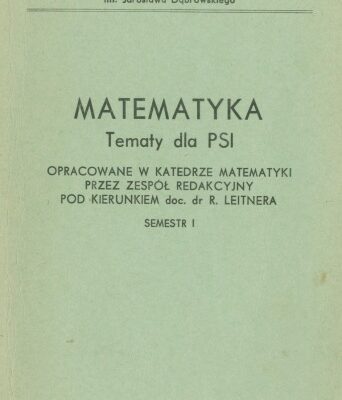 im. Jarosława Dąbrowskiego
MATEMATYKA
Tematy dla PSI
OPRACOWANE W KATEDRZE MATEMATYKI
PRZEZ ZESPÓŁ REDAKCYJNY
POD KIERUNKIEM doc. dr R. LEITNERA
SEMESTR I